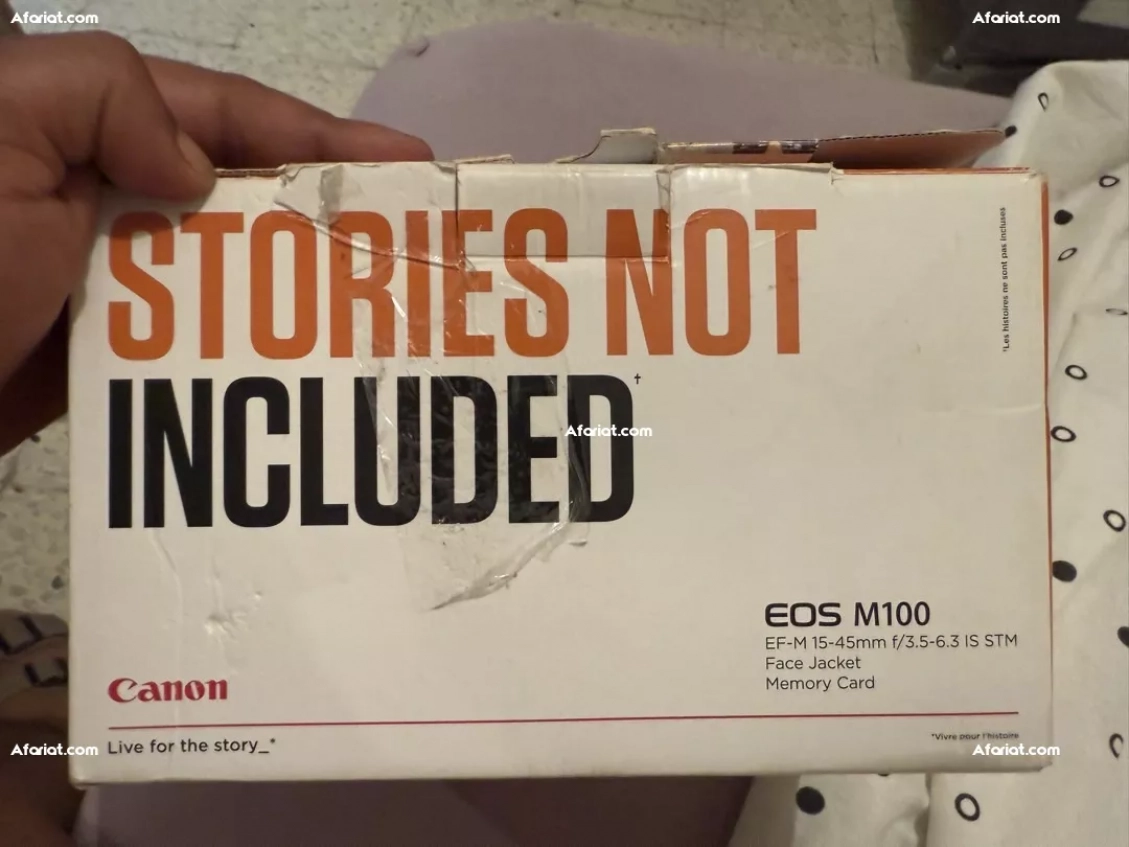 Afariat.com
Afariat.com
STORIES NOT
INCLUDED†
†Les histoires ne sont pas incluses
Afariat.com
EOS M100
EF-M 15-45mm f/3.5-6.3 IS STM
Face Jacket
Memory Card
Canon
Live for the story_*
*Vivre pour l'histoire
Afariat.com
Afariat.com